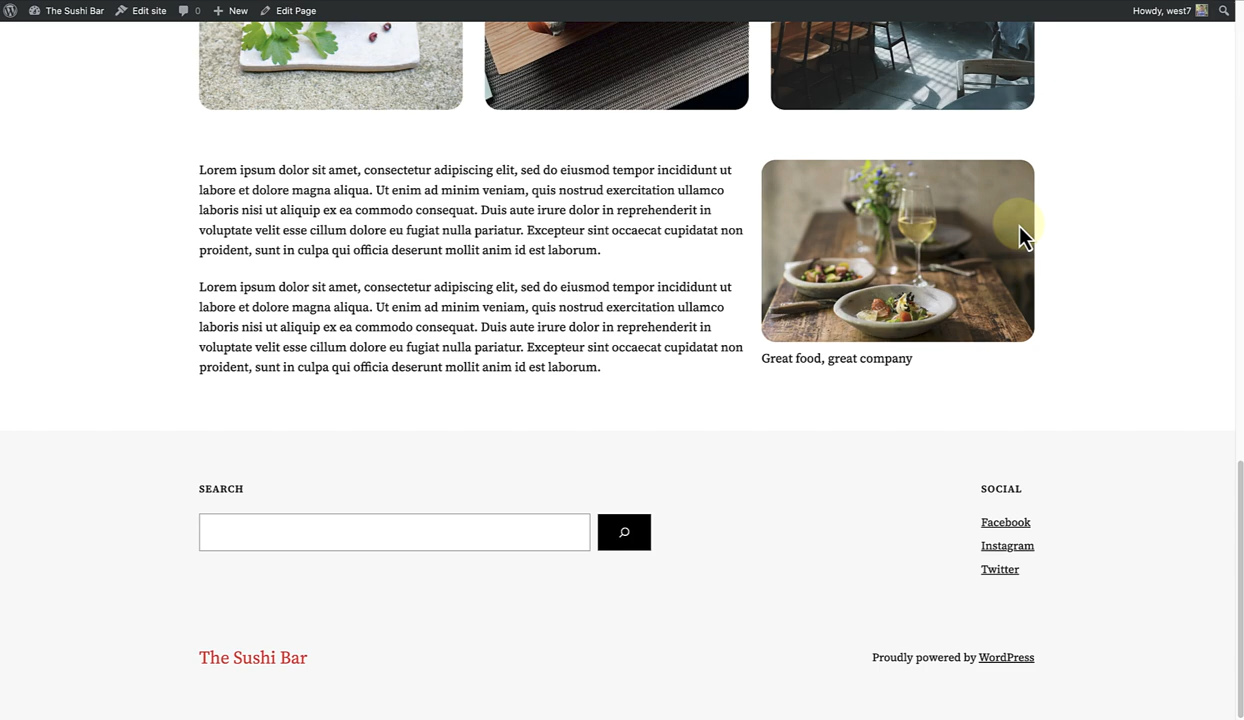 The Sushi Bar Edit site 0 New Edit Page Howdy, west7
Lorem ipsum dolor sit amet, consectetur adipiscing elit, sed do eiusmod tempor incididunt ut
labore et dolore magna aliqua. Ut enim ad minim veniam, quis nostrud exercitation ullamco
laboris nisi ut aliquip ex ea commodo consequat. Duis aute irure dolor in reprehenderit in
voluptate velit esse cillum dolore eu fugiat nulla pariatur. Excepteur sint occaecat cupidatat non
proident, sunt in culpa qui officia deserunt mollit anim id est laborum.
Lorem ipsum dolor sit amet, consectetur adipiscing elit, sed do eiusmod tempor incididunt ut
labore et dolore magna aliqua. Ut enim ad minim veniam, quis nostrud exercitation ullamco
laboris nisi ut aliquip ex ea commodo consequat. Duis aute irure dolor in reprehenderit in
voluptate velit esse cillum dolore eu fugiat nulla pariatur. Excepteur sint occaecat cupidatat non
proident, sunt in culpa qui officia deserunt mollit anim id est laborum.
Great food, great company
SEARCH
SOCIAL
Facebook
Instagram
Twitter
The Sushi Bar
Proudly powered by WordPress